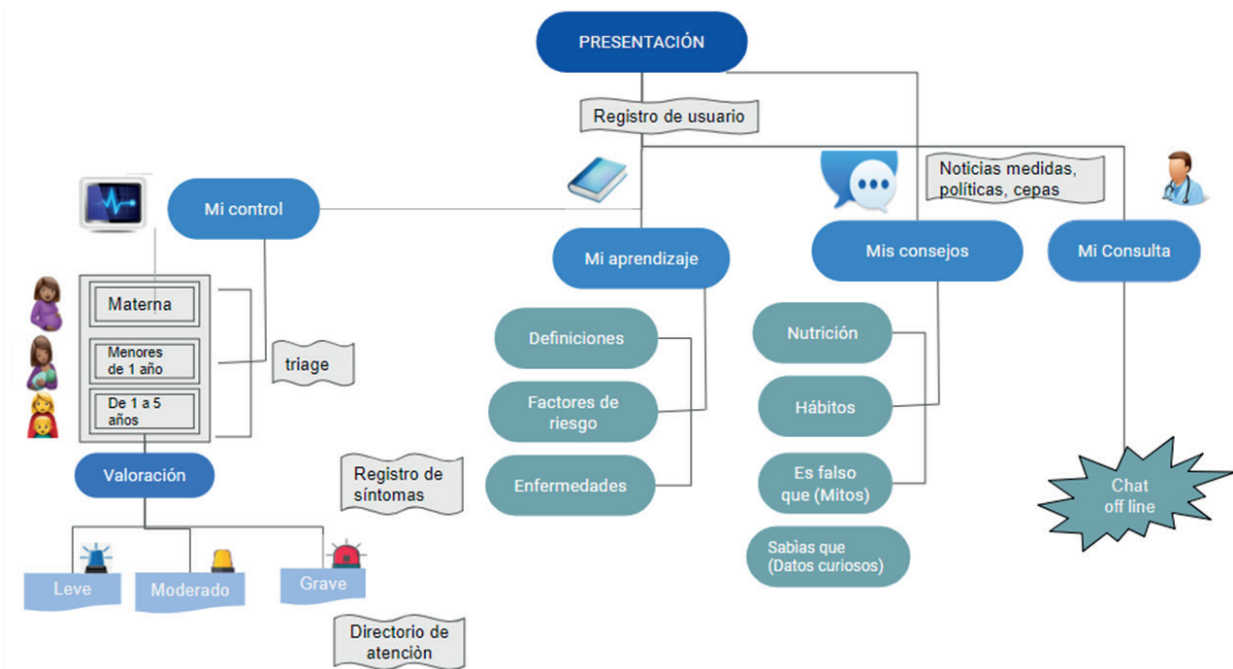 PRESENTACIÓN
Registro de usuario
Noticias medidas,
políticas, cepas
Mi control
Mi aprendizaje
Mis consejos
Mi Consulta
Materna
Menores
de 1 año
De 1 a 5
años
triage
Valoración
Registro de
síntomas
Leve
Moderado
Grave
Directorio de
atenciòn
Definiciones
Factores de
riesgo
Enfermedades
Nutrición
Hábitos
Es falso
que (Mitos)
Sabìas que
(Datos curiosos)
Chat
off line